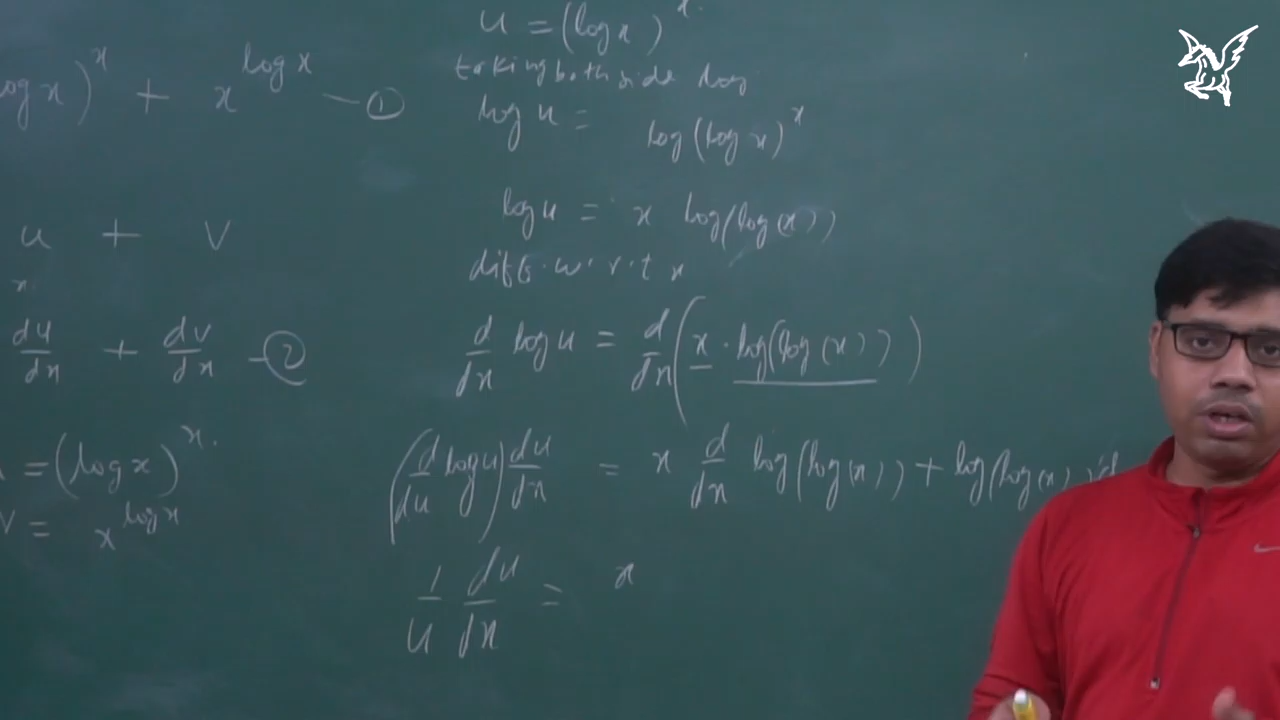 log x)^x + x^{log x} — ①
u + v
x.
du/dx + dv/dx — ②
u = (log x)^x.
v = x^{log x}
u = (log x)^x.
taking both side log
log u = log(log x)^x
log u = x log(log(x))
diff. w.r.t x
d/dx log u = d/dx (x · log(log(x)))
(d/du log u) du/dx = x d/dx log(log(x)) + log(log(x)) · d
1/u du/dx = x